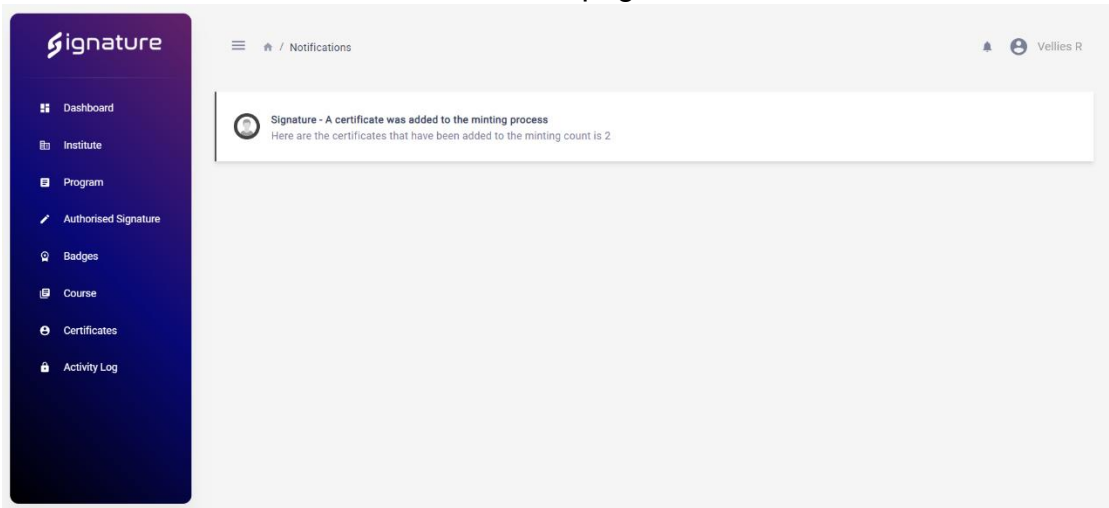 Signature
/ Notifications
Vellies R
Dashboard
Institute
Program
Authorised Signature
Badges
Course
Certificates
Activity Log
Signature - A certificate was added to the minting process
Here are the certificates that have been added to the minting count is 2